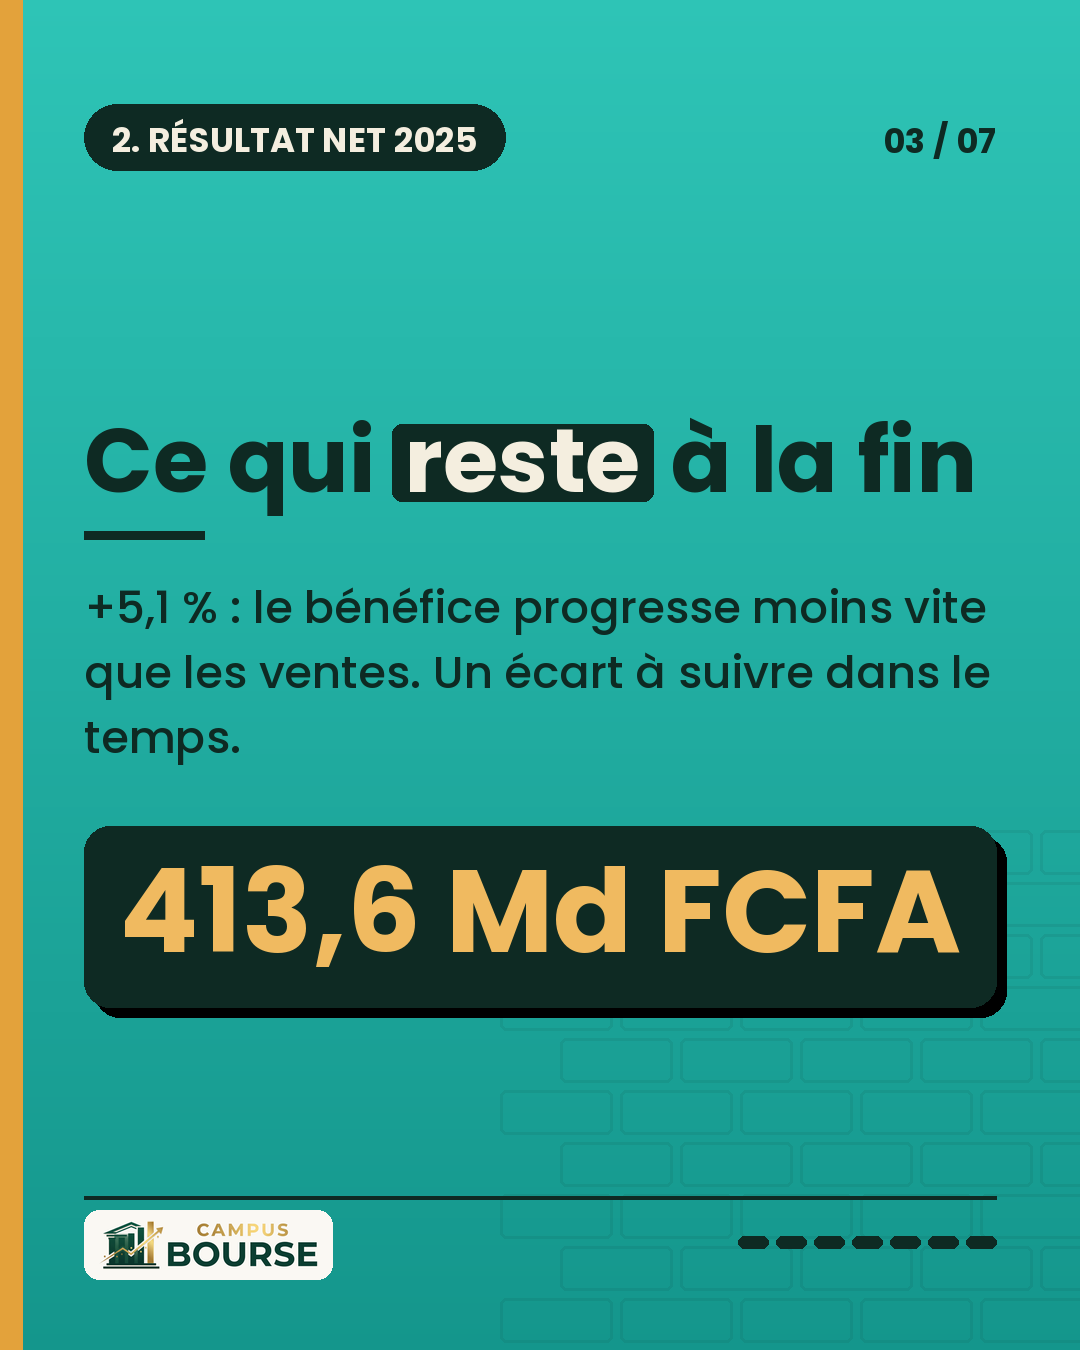 2. RÉSULTAT NET 2025
03 / 07
Ce qui reste à la fin
+5,1 % : le bénéfice progresse moins vite
que les ventes. Un écart à suivre dans le
temps.
413,6 Md FCFA
CAMPUS
BOURSE